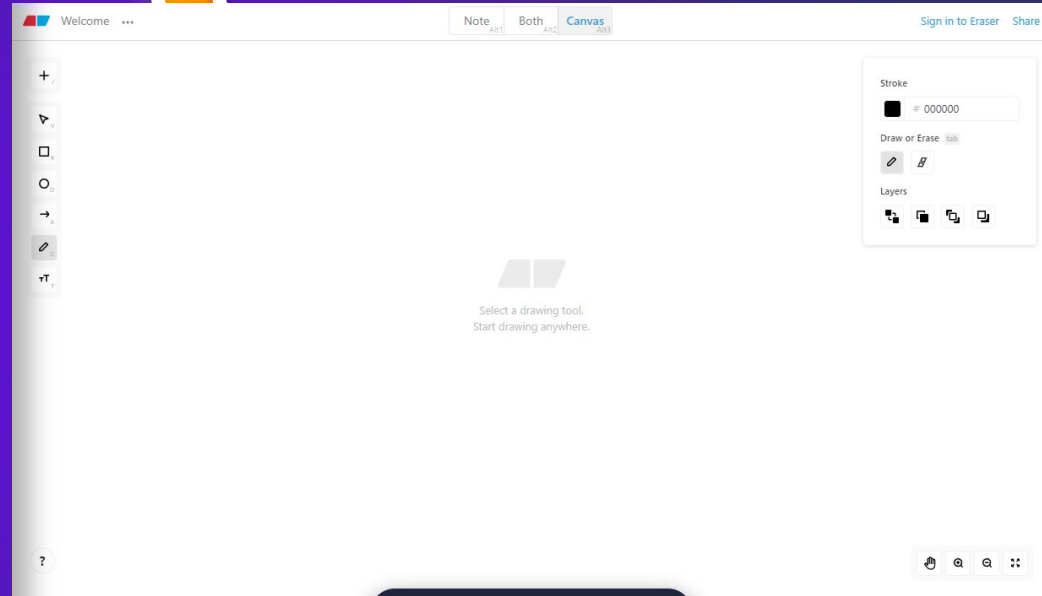 Welcome
Note Alt1
Both Alt2
Canvas Alt3
Sign in to Eraser
Share
/
V
R
O
A
D
T
Stroke
# 000000
Draw or Erase tab
Layers
Select a drawing tool.
Start drawing anywhere.
?